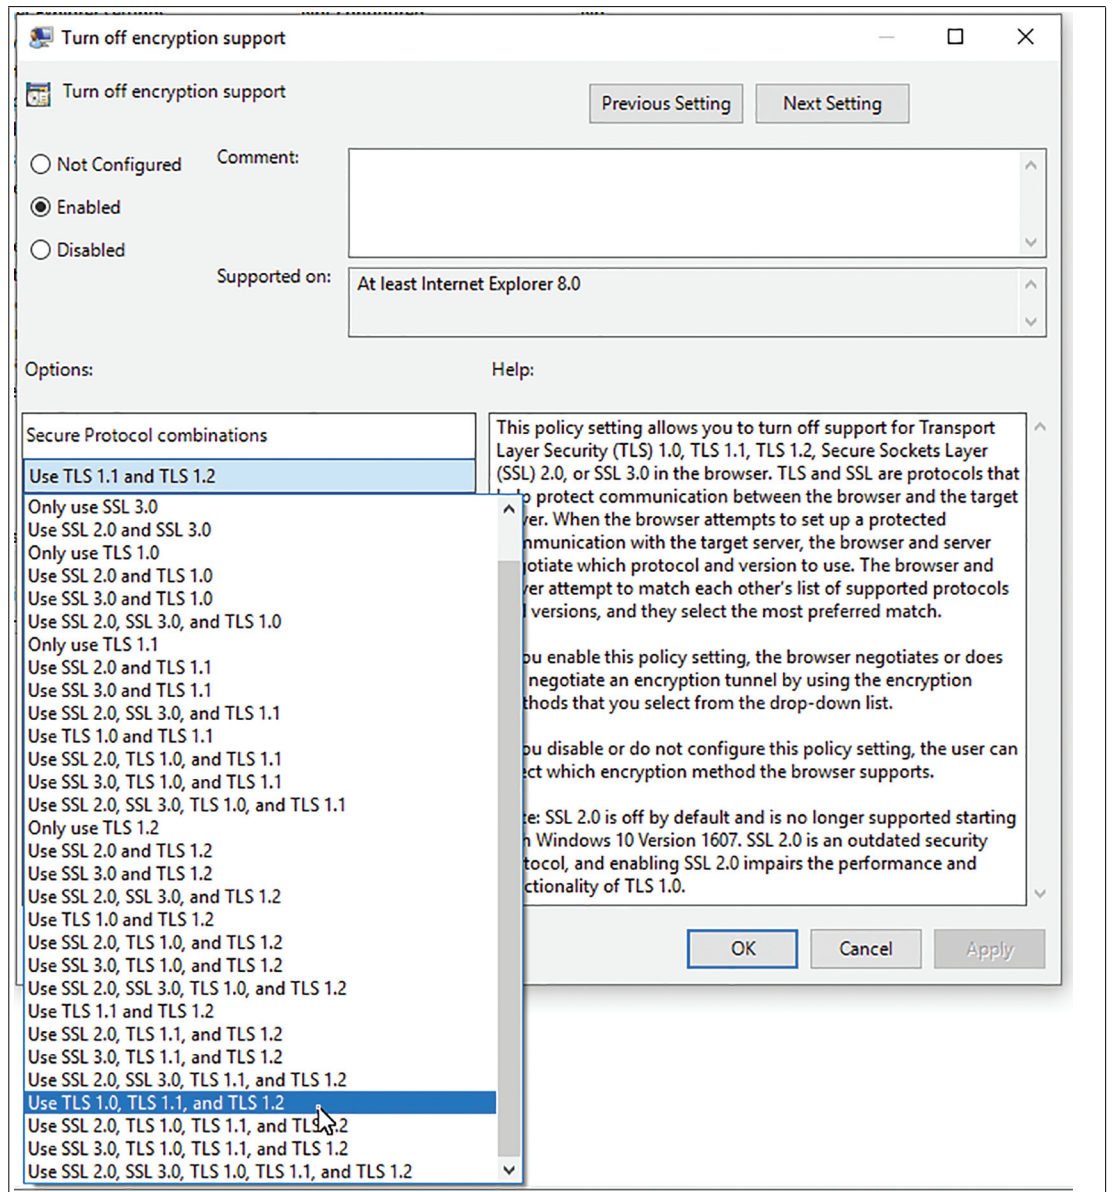 Turn off encryption support
Turn off encryption support
Previous Setting
Next Setting
Not Configured
Comment:
Enabled
Disabled
Supported on:
At least Internet Explorer 8.0
Options:
Help:
Secure Protocol combinations
Use TLS 1.1 and TLS 1.2
Only use SSL 3.0
Use SSL 2.0 and SSL 3.0
Only use TLS 1.0
Use SSL 2.0 and TLS 1.0
Use SSL 3.0 and TLS 1.0
Use SSL 2.0, SSL 3.0, and TLS 1.0
Only use TLS 1.1
Use SSL 2.0 and TLS 1.1
Use SSL 3.0 and TLS 1.1
Use SSL 2.0, SSL 3.0, and TLS 1.1
Use TLS 1.0 and TLS 1.1
Use SSL 2.0, TLS 1.0, and TLS 1.1
Use SSL 3.0, TLS 1.0, and TLS 1.1
Use SSL 2.0, SSL 3.0, TLS 1.0, and TLS 1.1
Only use TLS 1.2
Use SSL 2.0 and TLS 1.2
Use SSL 3.0 and TLS 1.2
Use SSL 2.0, SSL 3.0, and TLS 1.2
Use TLS 1.0 and TLS 1.2
Use SSL 2.0, TLS 1.0, and TLS 1.2
Use SSL 3.0, TLS 1.0, and TLS 1.2
Use SSL 2.0, SSL 3.0, TLS 1.0, and TLS 1.2
Use TLS 1.1 and TLS 1.2
Use SSL 2.0, TLS 1.1, and TLS 1.2
Use SSL 3.0, TLS 1.1, and TLS 1.2
Use SSL 2.0, SSL 3.0, TLS 1.1, and TLS 1.2
Use TLS 1.0, TLS 1.1, and TLS 1.2
Use SSL 2.0, TLS 1.0, TLS 1.1, and TLS 1.2
Use SSL 3.0, TLS 1.0, TLS 1.1, and TLS 1.2
Use SSL 2.0, SSL 3.0, TLS 1.0, TLS 1.1, and TLS 1.2
This policy setting allows you to turn off support for Transport
Layer Security (TLS) 1.0, TLS 1.1, TLS 1.2, Secure Sockets Layer
(SSL) 2.0, or SSL 3.0 in the browser. TLS and SSL are protocols that
protect communication between the browser and the target
When the browser attempts to set up a protected
with the target server, the browser and server
which protocol and version to use. The browser and
attempt to match each other's list of supported protocols
versions, and they select the most preferred match.
enable this policy setting, the browser negotiates or does
negotiate an encryption tunnel by using the encryption
that you select from the drop-down list.
disable or do not configure this policy setting, the user can
which encryption method the browser supports.
SSL 2.0 is off by default and is no longer supported starting
Windows 10 Version 1607. SSL 2.0 is an outdated security
and enabling SSL 2.0 impairs the performance and
of TLS 1.0.
OK
Cancel
Apply